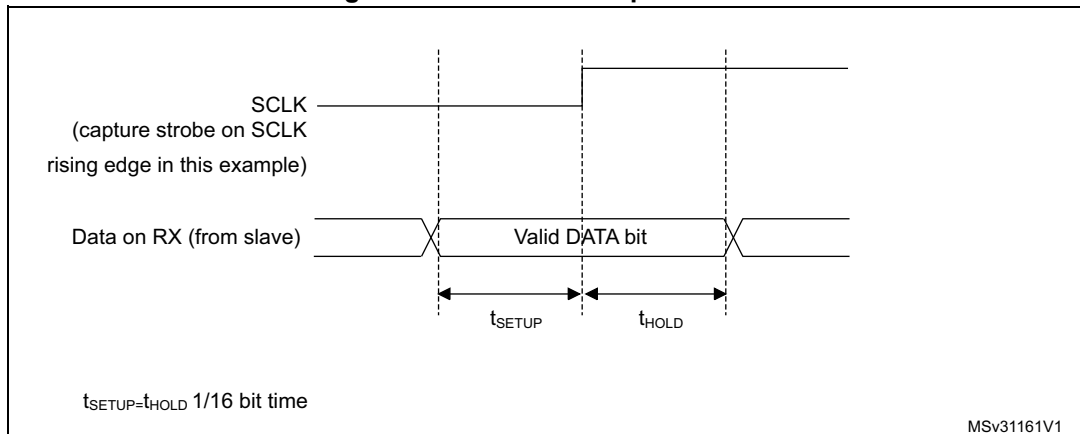 SCLK
(capture strobe on SCLK
rising edge in this example)
Data on RX (from slave)
Valid DATA bit
tSETUP
tHOLD
tSETUP=tHOLD 1/16 bit time
MSv31161V1